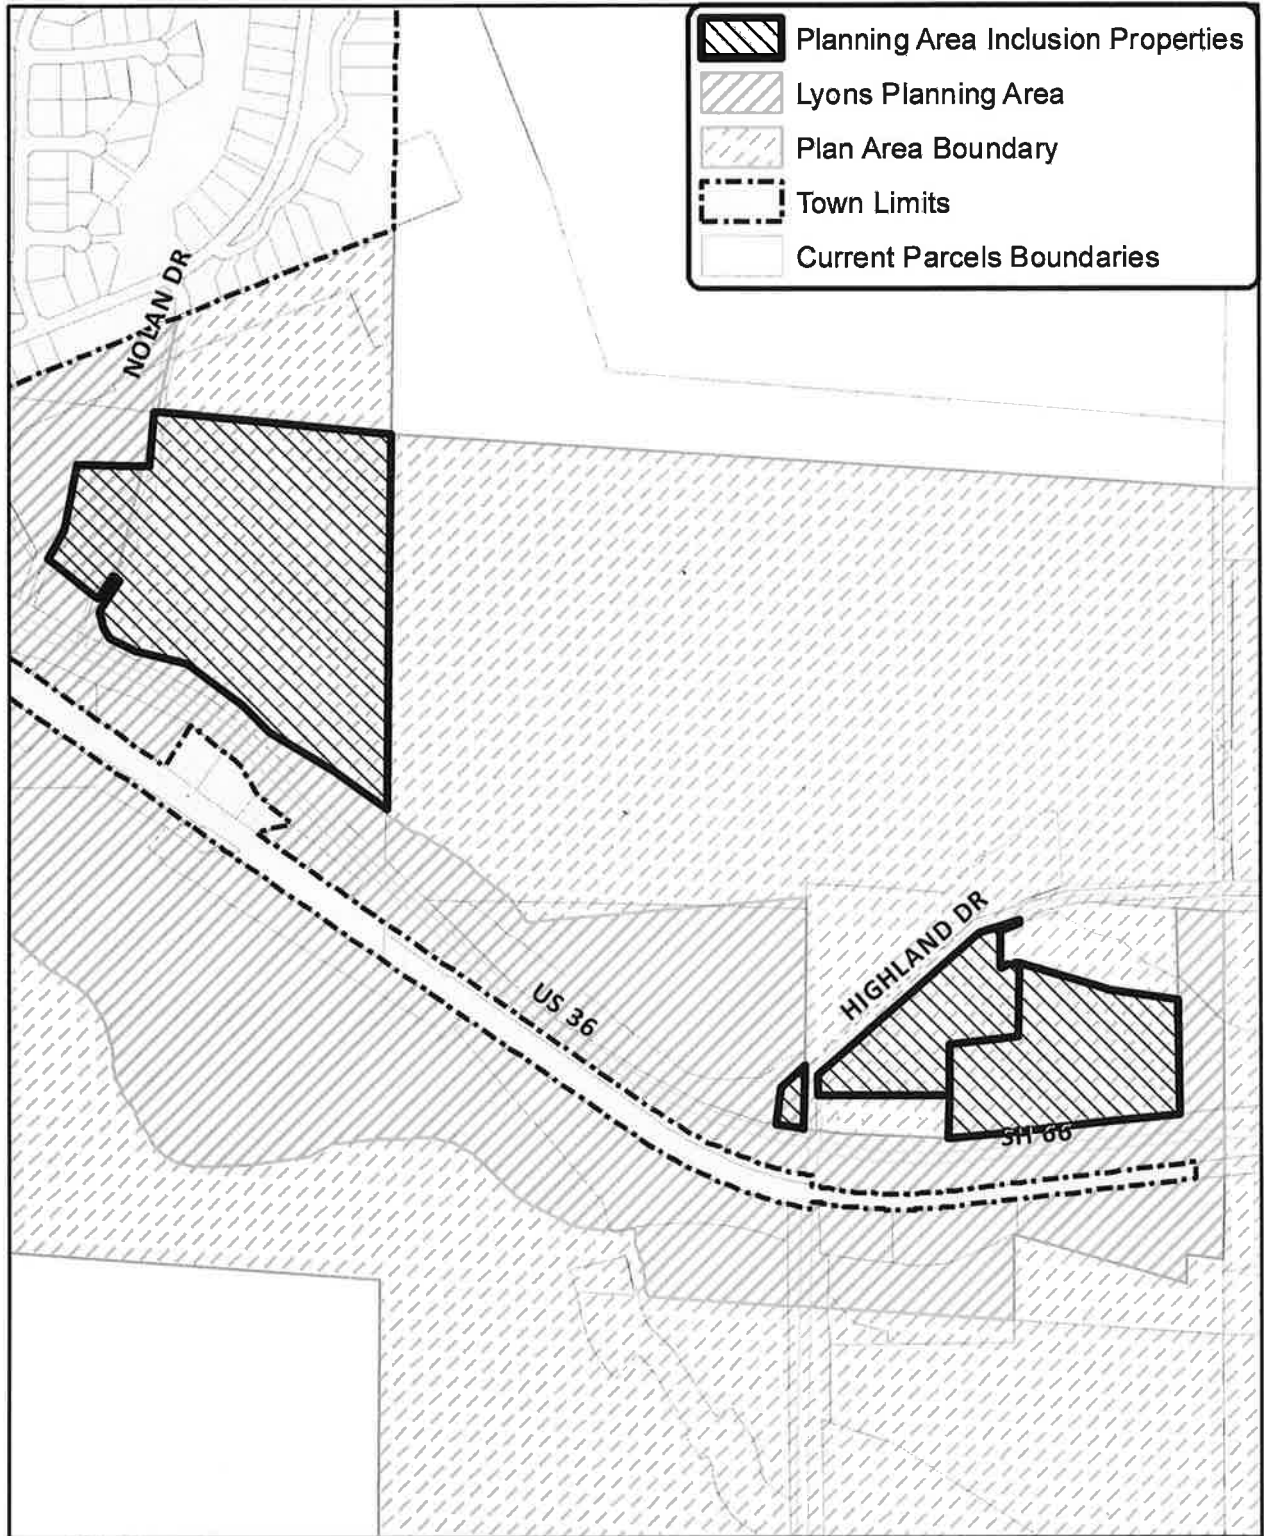 Planning Area Inclusion Properties
Lyons Planning Area
Plan Area Boundary
Town Limits
Current Parcels Boundaries
NOLAN DR
HIGHLAND DR
US 36
SH 66